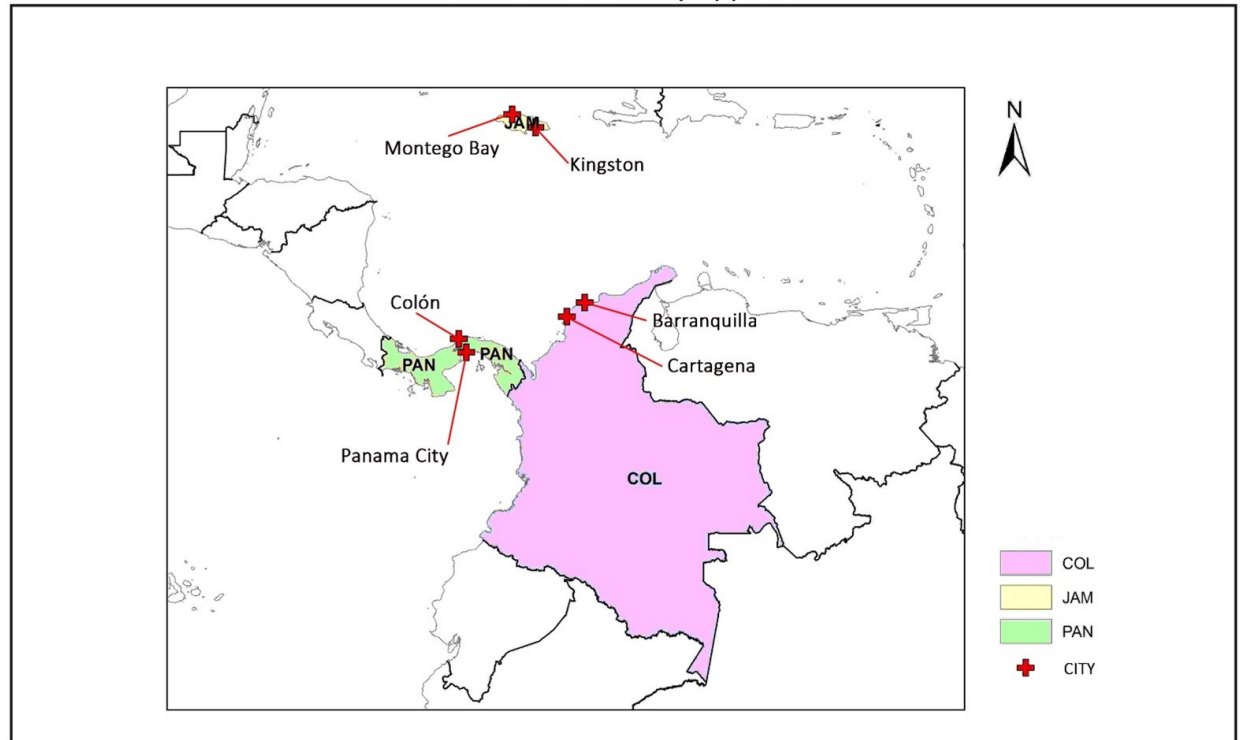 N
JAM
Montego Bay
Kingston
Colón
Barranquilla
PAN
PAN
Cartagena
Panama City
COL
COL
JAM
PAN
CITY